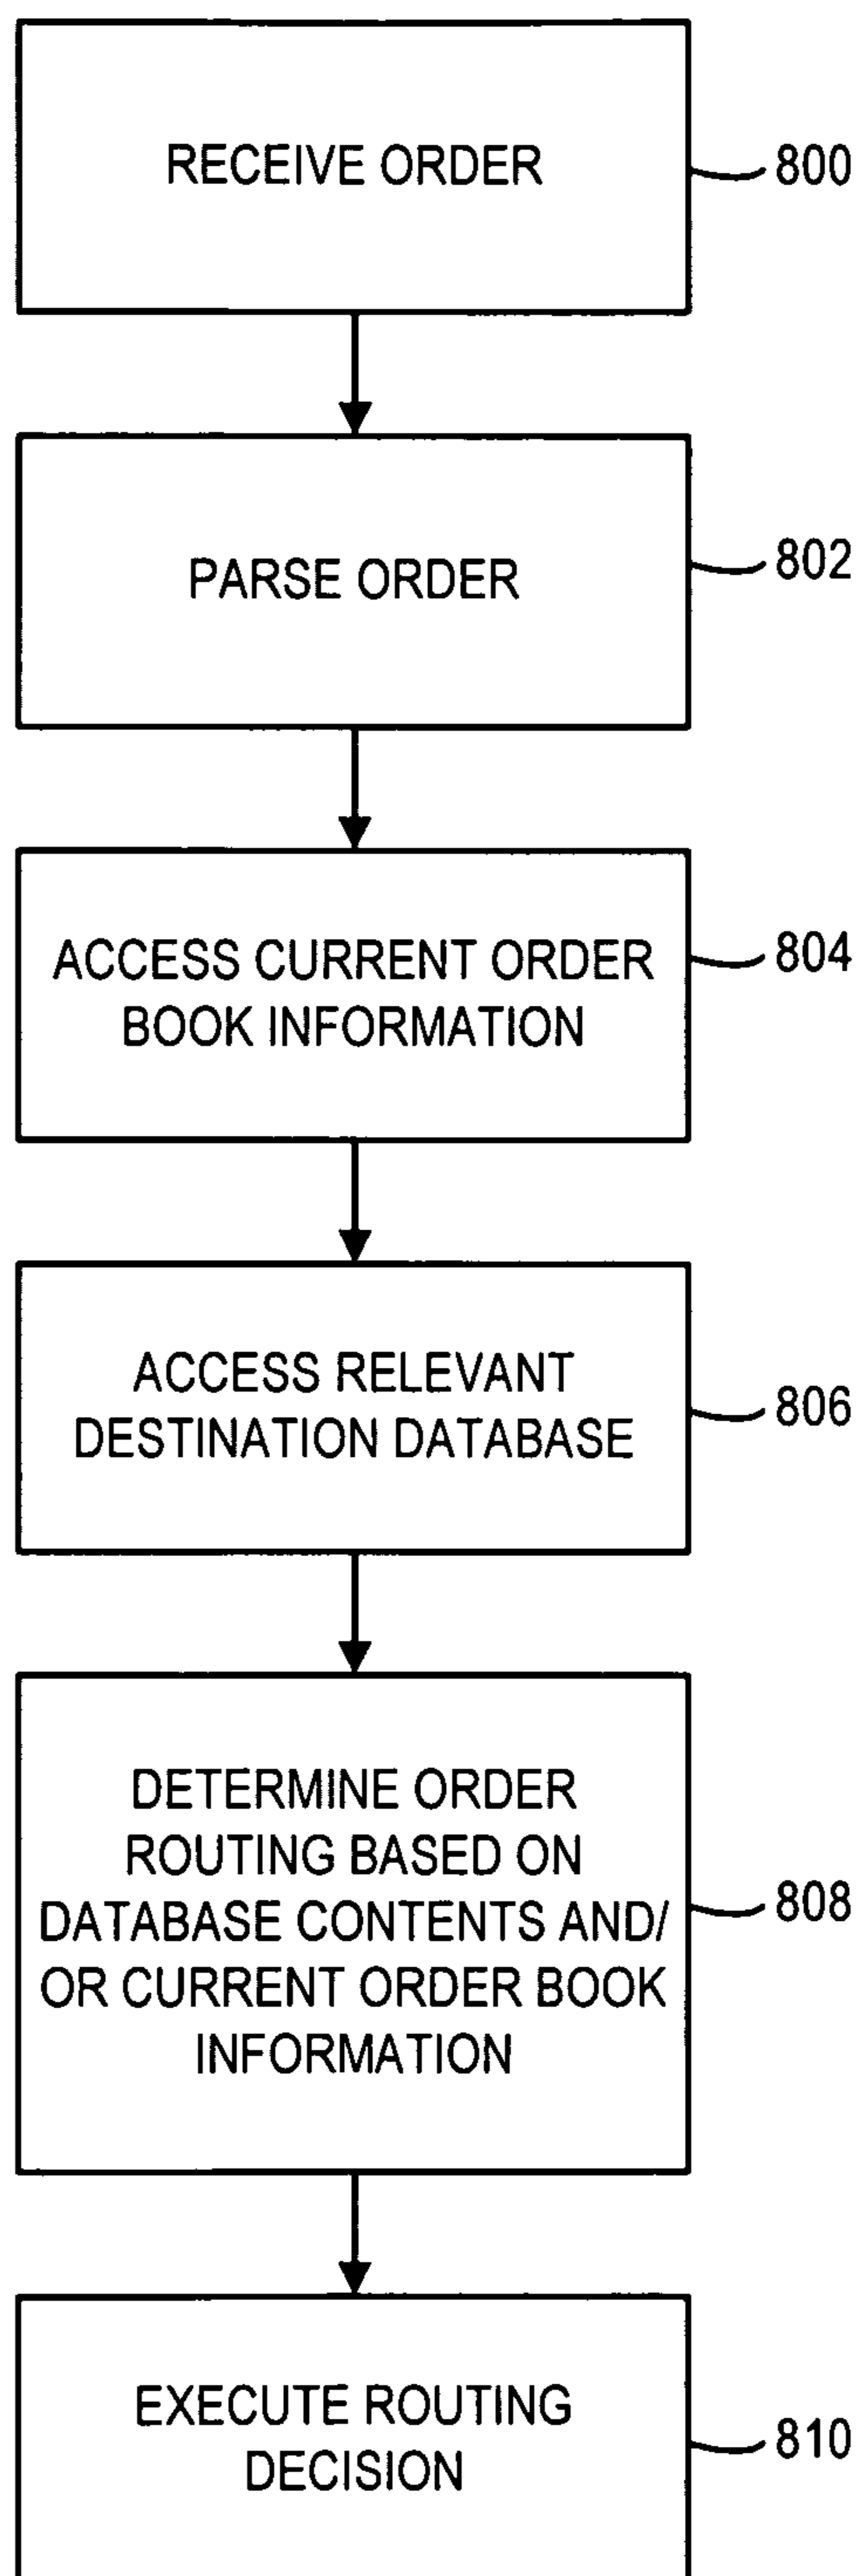 RECEIVE ORDER
800
PARSE ORDER
802
ACCESS CURRENT ORDER
BOOK INFORMATION
804
ACCESS RELEVANT
DESTINATION DATABASE
806
DETERMINE ORDER
ROUTING BASED ON
DATABASE CONTENTS AND/
OR CURRENT ORDER BOOK
INFORMATION
808
EXECUTE ROUTING
DECISION
810